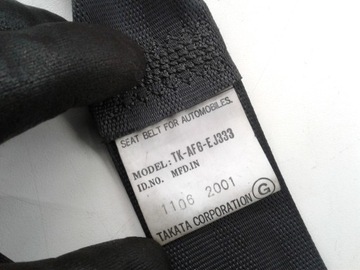 SEAT BELT FOR AUTOMOBILES.
MODEL: TK-AF6-EJ333
ID.NO. MFD.IN
1106 2001
TAKATA CORPORATION G